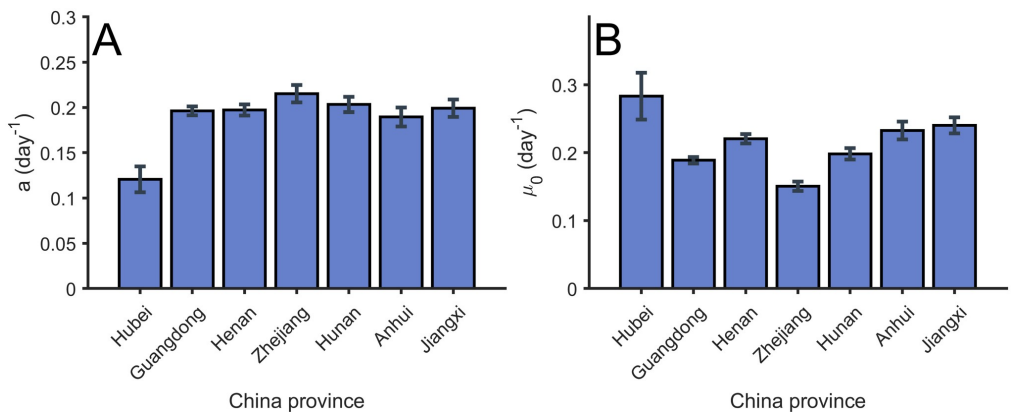 A
a (day⁻¹)
0.3
0.25
0.2
0.15
0.1
0.05
0
Hubei
Guangdong
Henan
Zhejiang
Hunan
Anhui
Jiangxi
China province
B
μ₀ (day⁻¹)
0.3
0.2
0.1
0
Hubei
Guangdong
Henan
Zhejiang
Hunan
Anhui
Jiangxi
China province